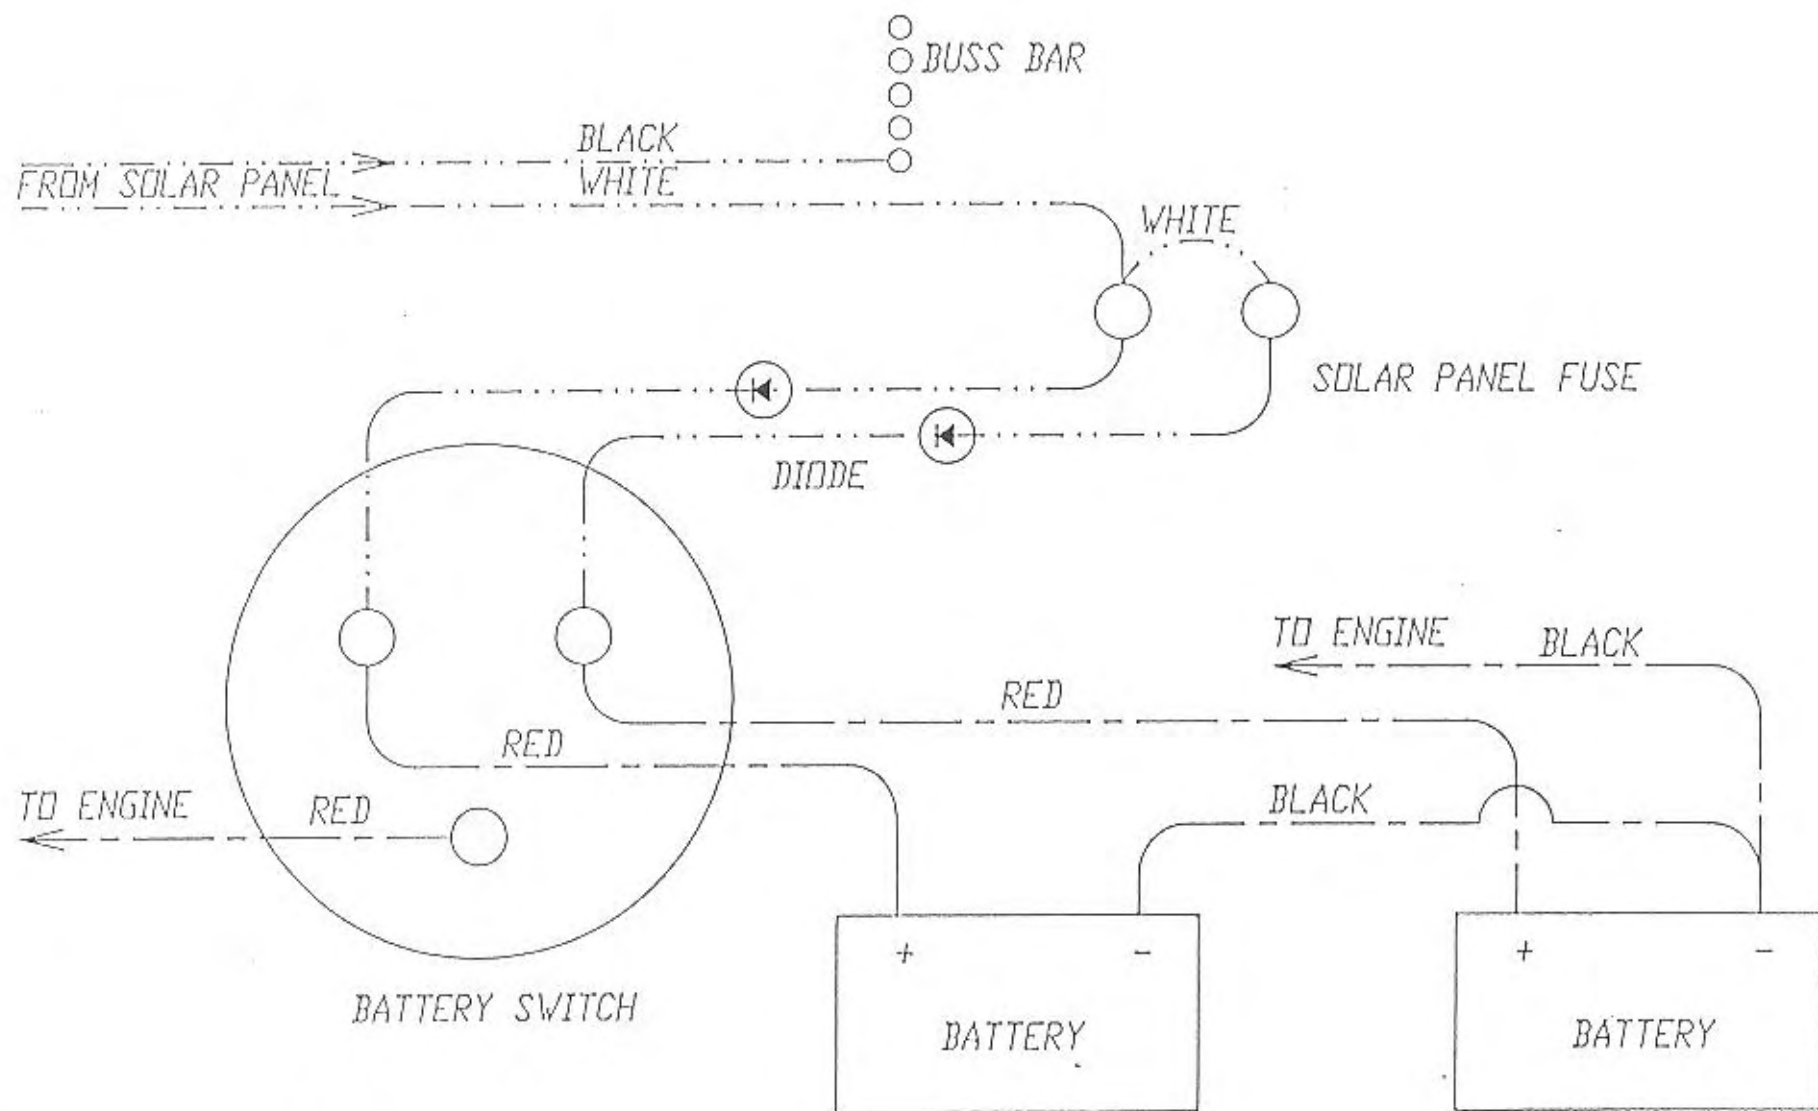 BUSS BAR
BLACK
FROM SOLAR PANEL
WHITE
WHITE
SOLAR PANEL FUSE
DIODE
TO ENGINE
BLACK
RED
RED
TO ENGINE
RED
BLACK
+
-
+
-
BATTERY SWITCH
BATTERY
BATTERY